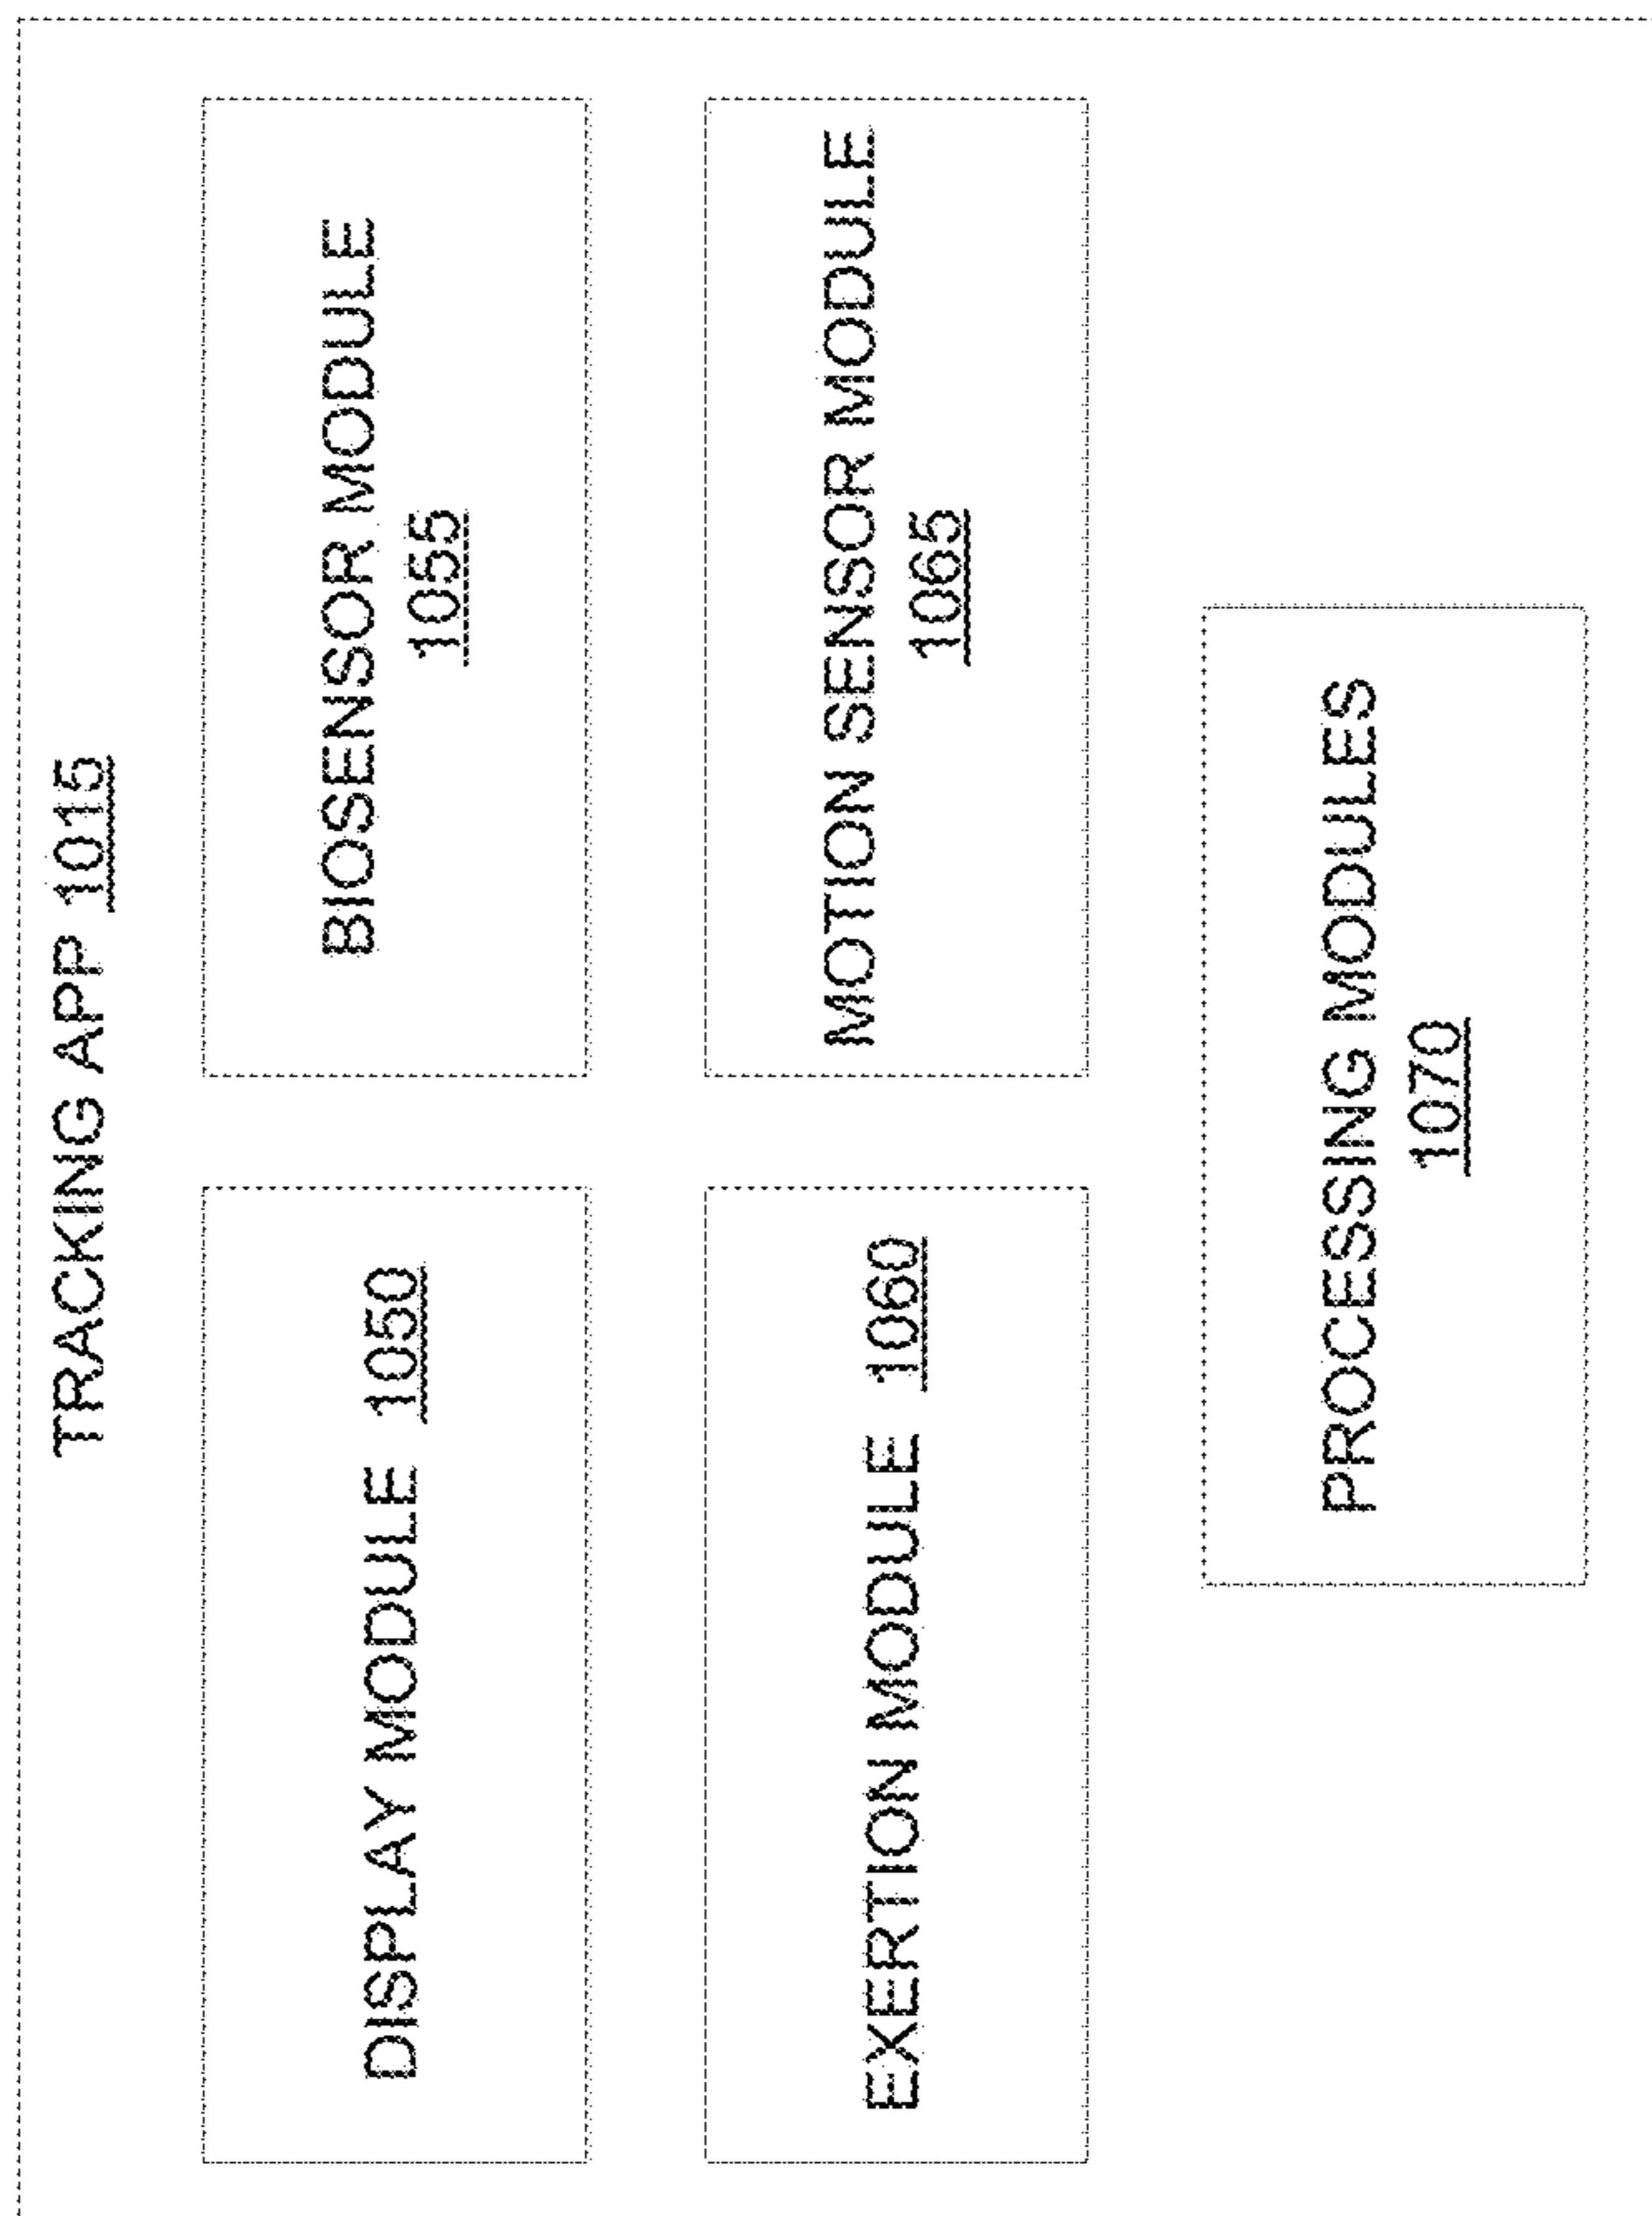 TRACKING APP 1015
DISPLAY MODULE 1050
BIOSENSOR MODULE
1055
EXERTION MODULE 1060
MOTION SENSOR MODULE
1065
PROCESSING MODULES
1070